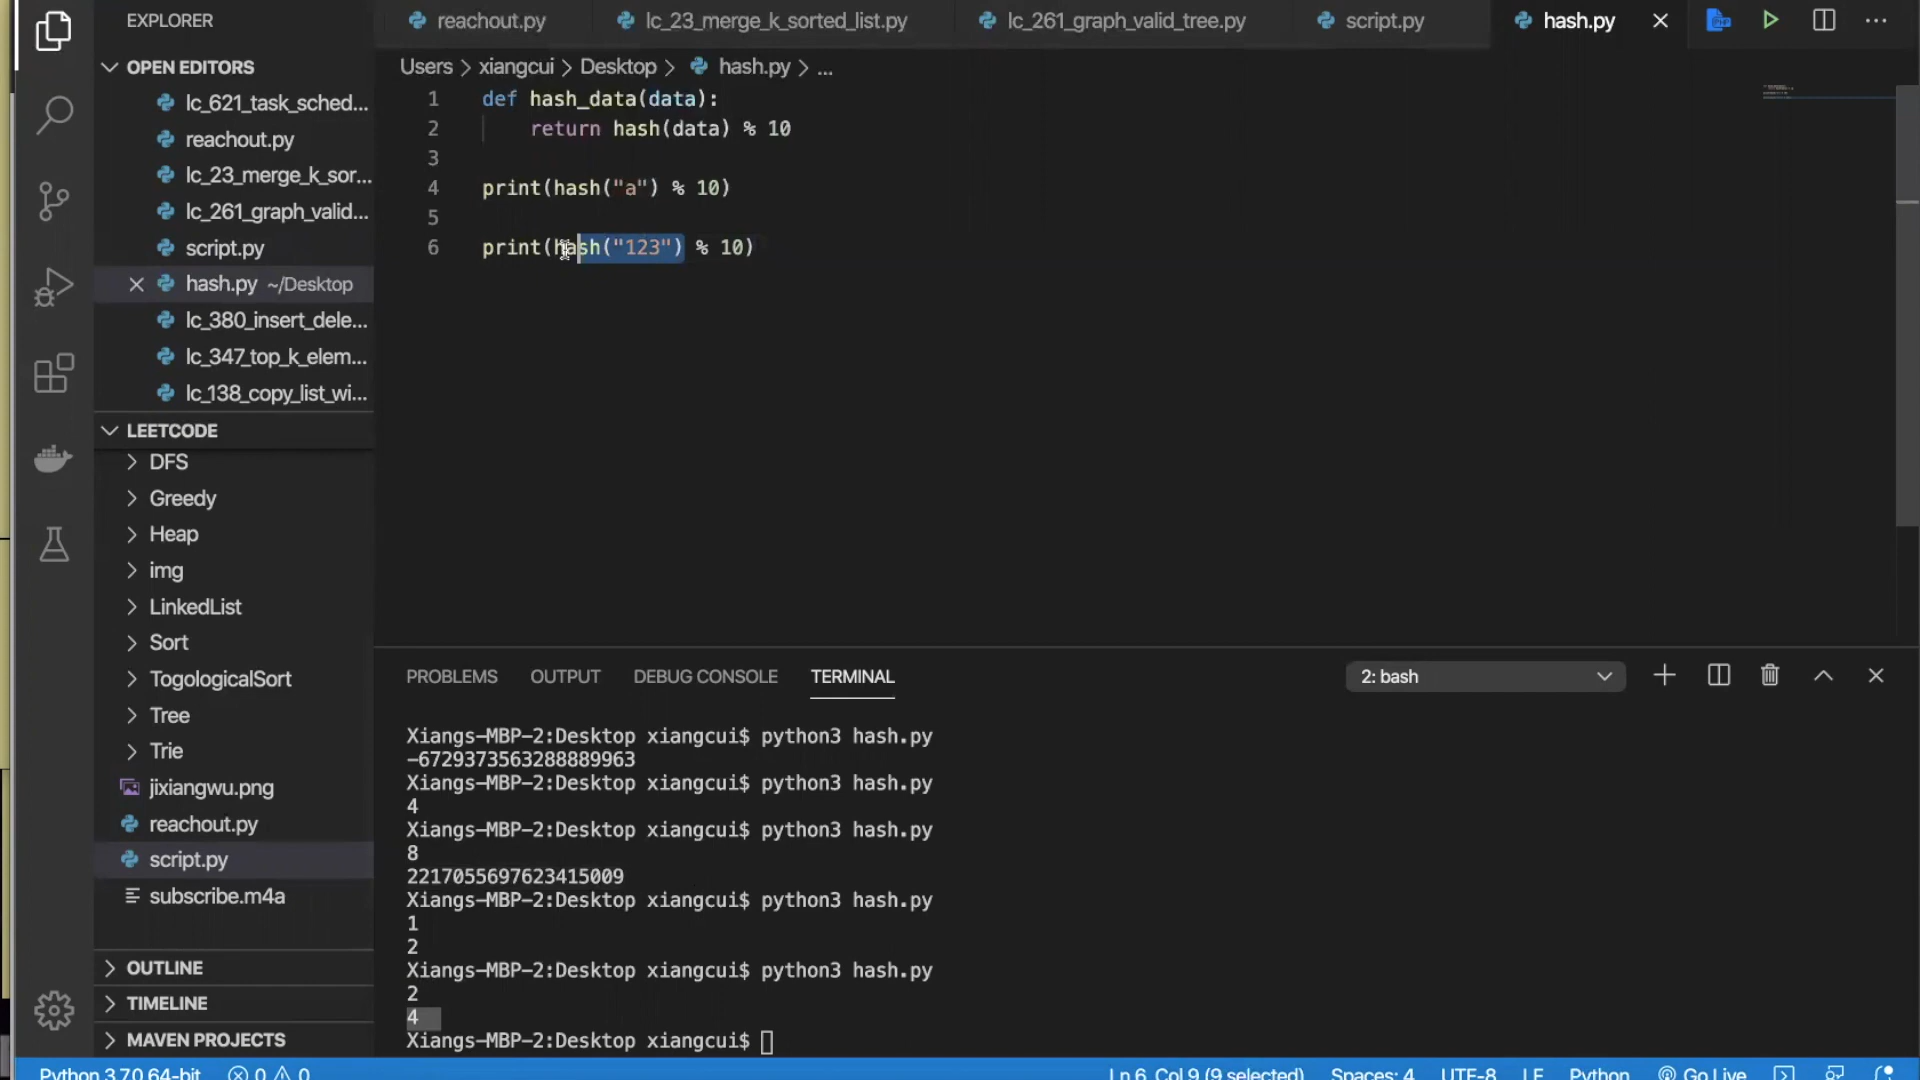 EXPLORER
OPEN EDITORS
lc_621_task_sched...
reachout.py
lc_23_merge_k_sor...
lc_261_graph_valid...
script.py
hash.py ~/Desktop
lc_380_insert_dele...
lc_347_top_k_elem...
lc_138_copy_list_wi...
LEETCODE
DFS
Greedy
Heap
img
LinkedList
Sort
TogologicalSort
Tree
Trie
jixiangwu.png
reachout.py
script.py
subscribe.m4a
OUTLINE
TIMELINE
MAVEN PROJECTS
reachout.py lc_23_merge_k_sorted_list.py lc_261_graph_valid_tree.py script.py hash.py
Users > xiangcui > Desktop > hash.py > ...
1 def hash_data(data):
2 return hash(data) % 10
3
4 print(hash("a") % 10)
5
6 print(hash("123") % 10)
PROBLEMS OUTPUT DEBUG CONSOLE TERMINAL 2: bash
Xiangs-MBP-2:Desktop xiangcui$ python3 hash.py
-6729373563288889963
Xiangs-MBP-2:Desktop xiangcui$ python3 hash.py
4
Xiangs-MBP-2:Desktop xiangcui$ python3 hash.py
8
2217055697623415009
Xiangs-MBP-2:Desktop xiangcui$ python3 hash.py
1
2
Xiangs-MBP-2:Desktop xiangcui$ python3 hash.py
2
4
Xiangs-MBP-2:Desktop xiangcui$
Python 3.7.0 64-bit 0 0 Ln 6, Col 9 (9 selected) Spaces: 4 UTF-8 LF Python Go Live